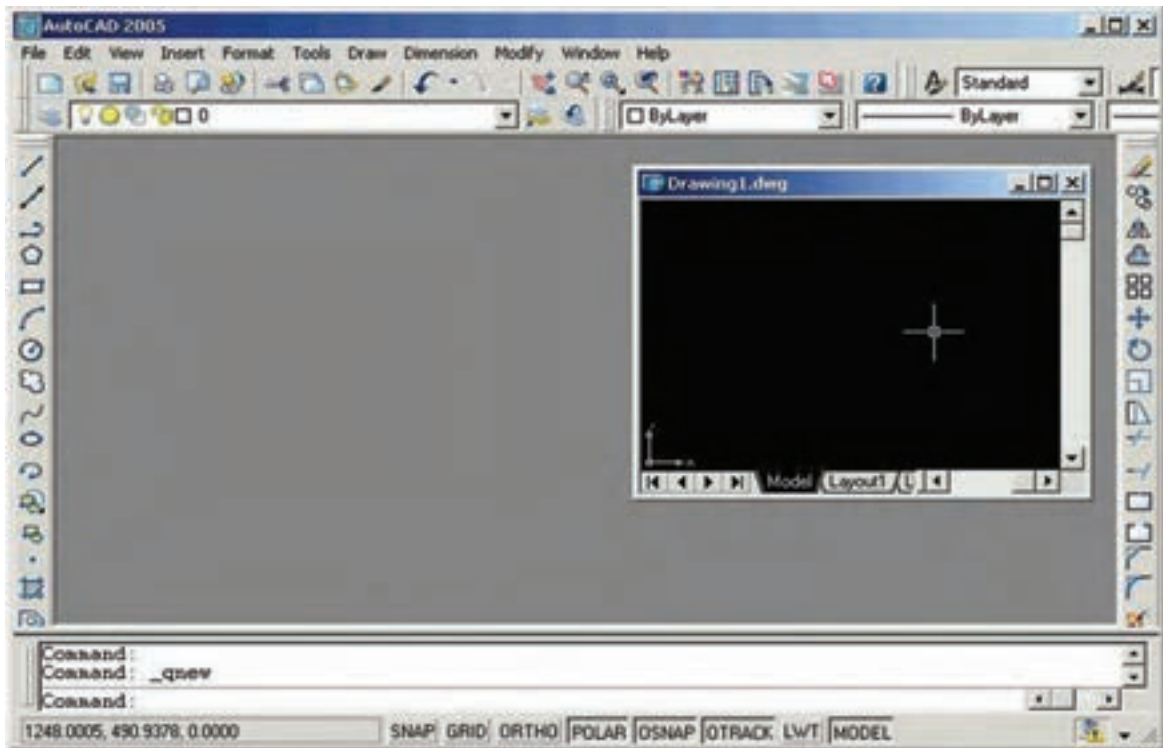 AutoCAD 2005
File Edit View Insert Format Tools Draw Dimension Modify Window Help
Standard
0 ByLayer ByLayer
Drawing1.dwg
Model Layout1 L
Command:
Command: _qnew
Command:
1248.0005, 490.9378, 0.0000 SNAP GRID ORTHO POLAR OSNAP OTRACK LWT MODEL